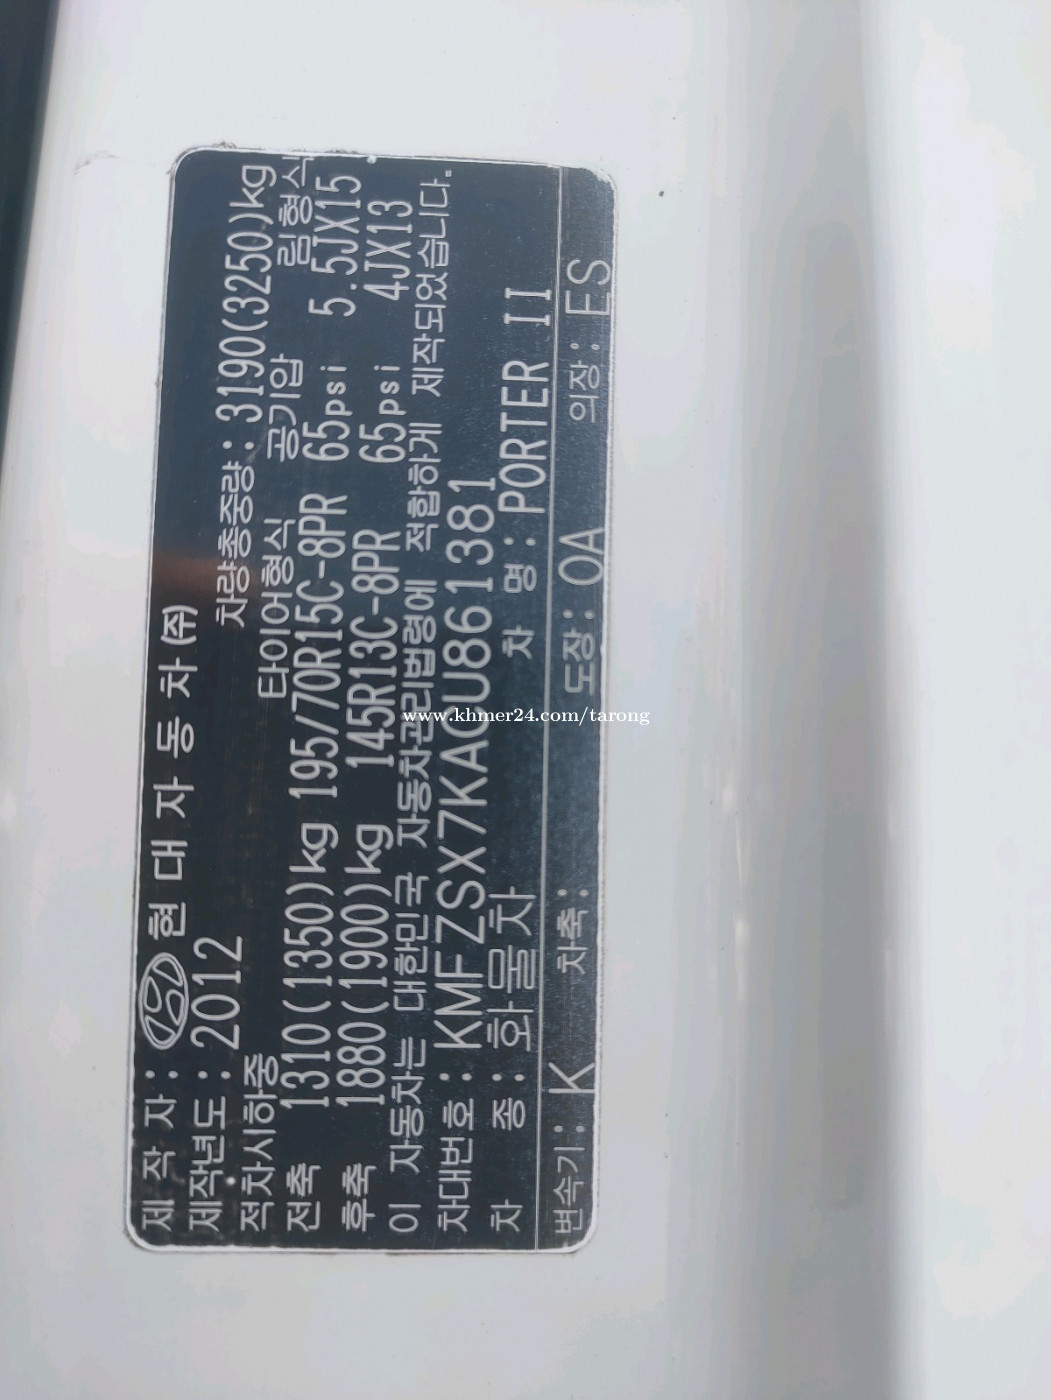 제 작 자 : 현 대 자 동 차 (주)
제작년도 : 2012 차량총중량 : 3190(3250)kg
적차시하중 타이어형식 공기압 림형식
전축 1310(1350)kg 195/70R15C-8PR 65psi 5.5JX15
후축 1880(1900)kg 145R13C-8PR 65psi 4JX13
이 자동차는 대한민국 자동차관리법령에 적합하게 제작되었습니다.
차대번호 : KMFZSX7KACU861381
차 종 : 화물차 차 명 : PORTER II
변속기 : K 차축 : 도장 : OA 의장 : ES
www.khmer24.com/tarong